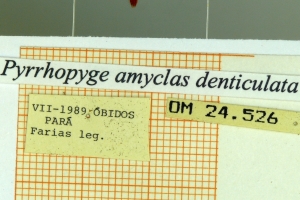 Pyrrhopyge amyclas denticulata
VII-1989-ÓBIDOS
PARÁ
Farias leg.
OM 24.526